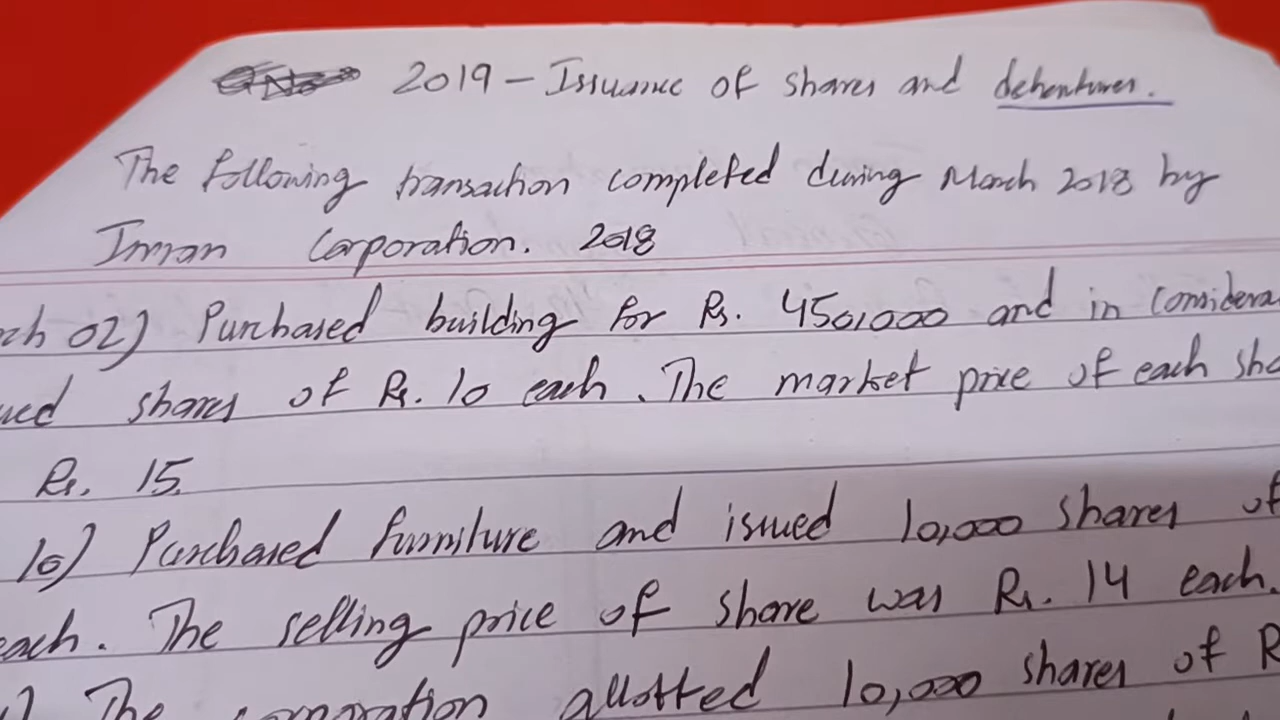 2019 - Issuance of shares and debentures.
The following transaction completed during March 2018 by
Imran Corporation. 2018
02) Purchased building for Rs. 450,000 and in
shares of Rs. 10 each. The market price of each
Rs. 15.
10) Purchased furniture and issued 10,000 shares of
each. The selling price of share was Rs. 14 each.
The corporation allotted 10,000 shares of